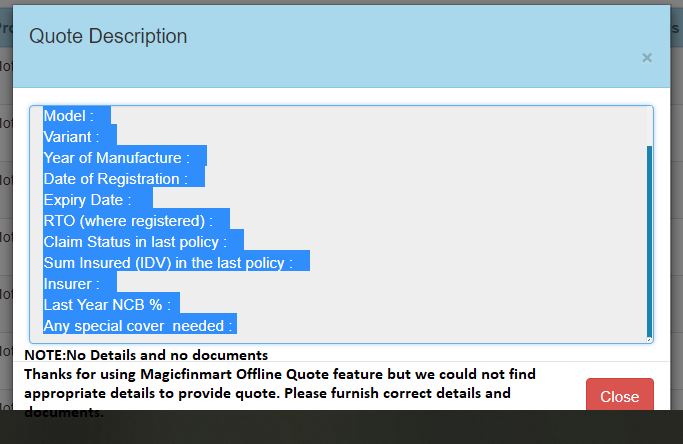 Quote Description
×
Model :
Variant :
Year of Manufacture :
Date of Registration :
Expiry Date :
RTO (where registered) :
Claim Status in last policy :
Sum Insured (IDV) in the last policy :
Insurer :
Last Year NCB % :
Any special cover  needed :
NOTE:No Details and no documents
Thanks for using Magicfinmart Offline Quote feature but we could not find
appropriate details to provide quote. Please furnish correct details and
documents.
Close